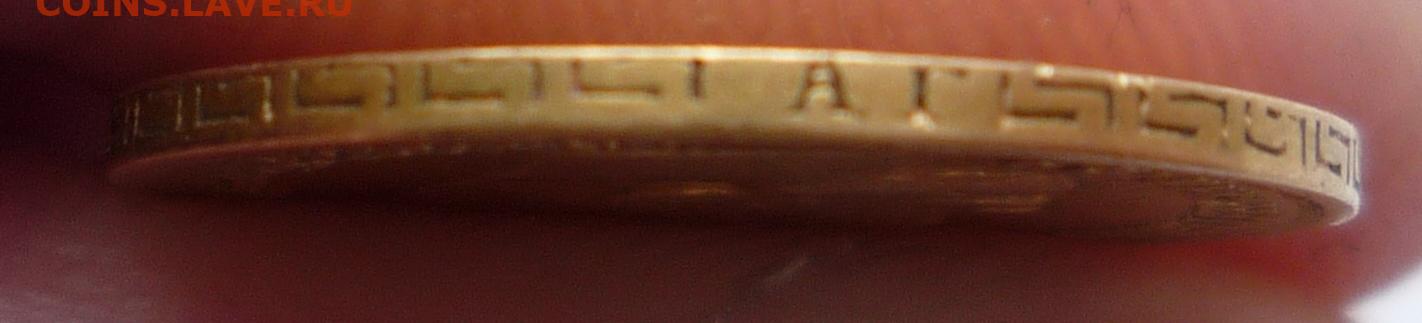 COINS.LAVE.RU
А Г